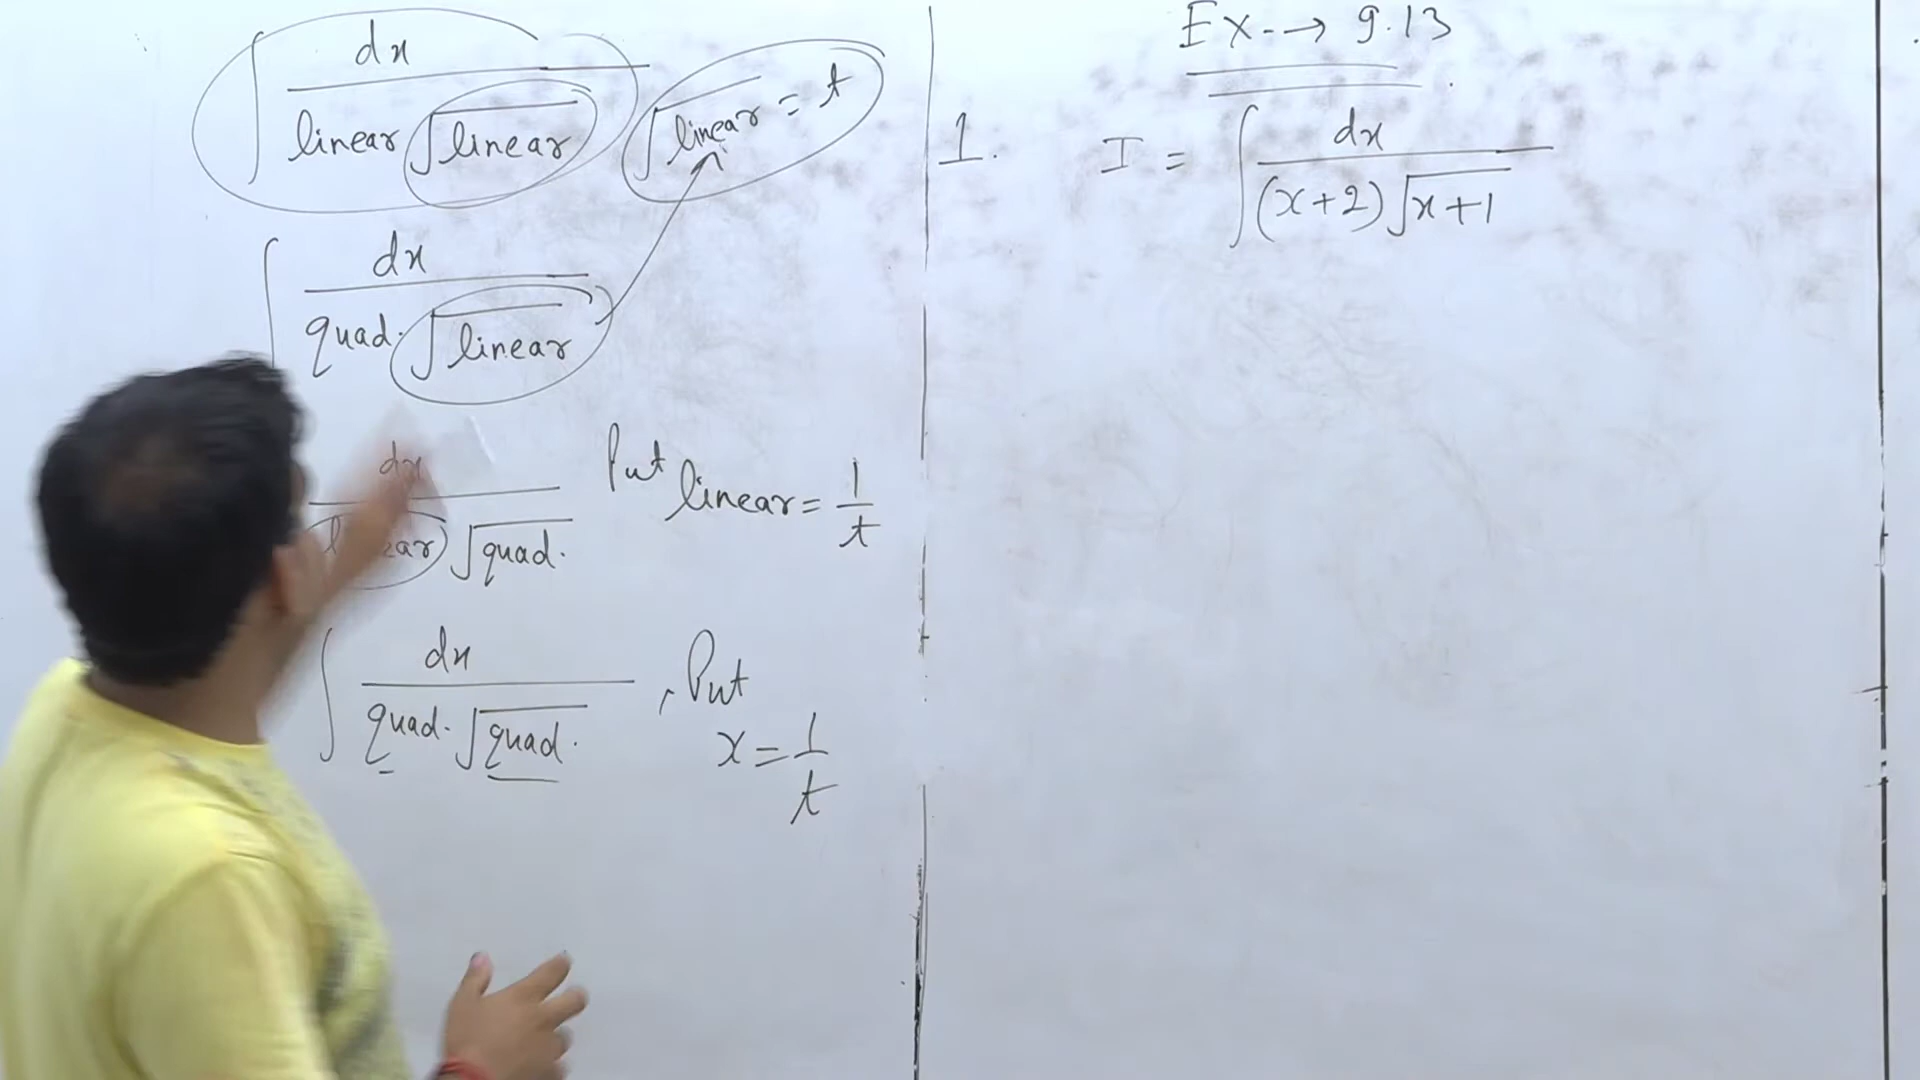 ∫ dx / linear √linear
√linear = t
∫ dx / quad. √linear
dx / √quad.
Put linear = 1/t
∫ dx / quad. √quad. , Put
x = 1/t
Ex. → 9.13
1. I = ∫ dx / (x+2) √x+1